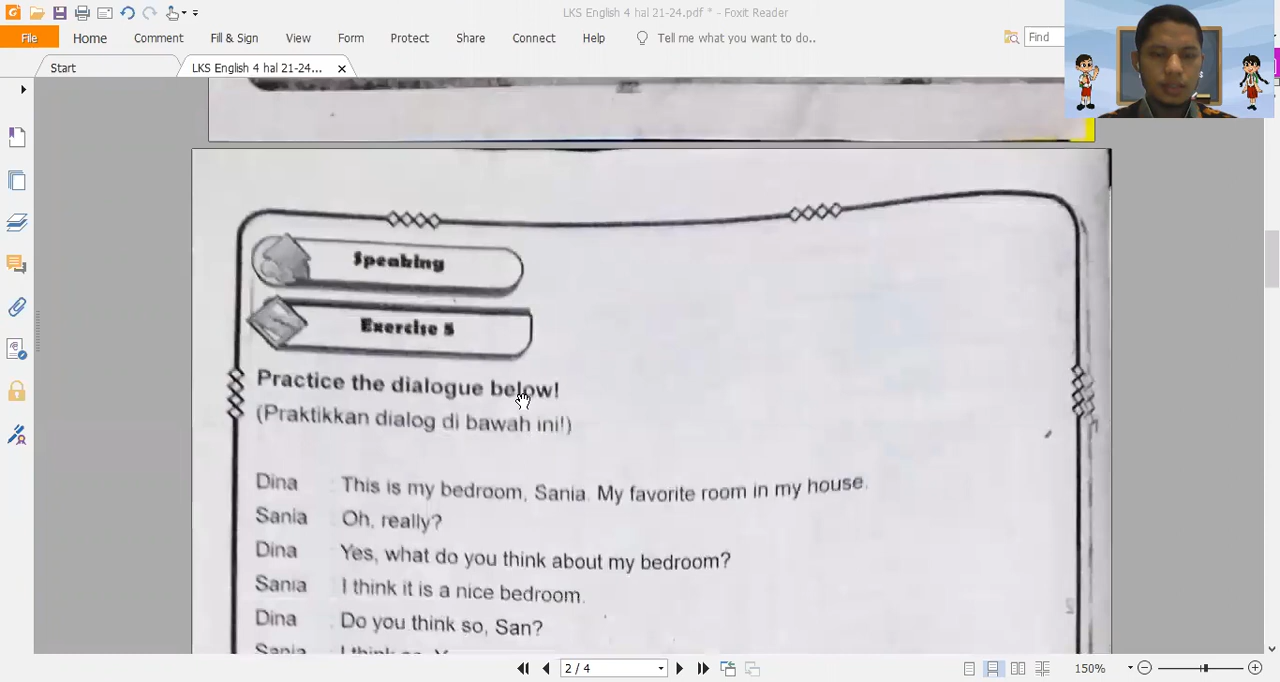 LKS English 4 hal 21-24.pdf * - Foxit Reader
File Home Comment Fill & Sign View Form Protect Share Connect Help Tell me what you want to do.. Find
Start LKS English 4 hal 21-24...
Speaking
Exercise 5
Practice the dialogue below!
(Praktikkan dialog di bawah ini!)
Dina : This is my bedroom, Sania. My favorite room in my house.
Sania Oh, really?
Dina Yes, what do you think about my bedroom?
Sania I think it is a nice bedroom.
Dina : Do you think so, San?
Sania I think so.
2 / 4
150%